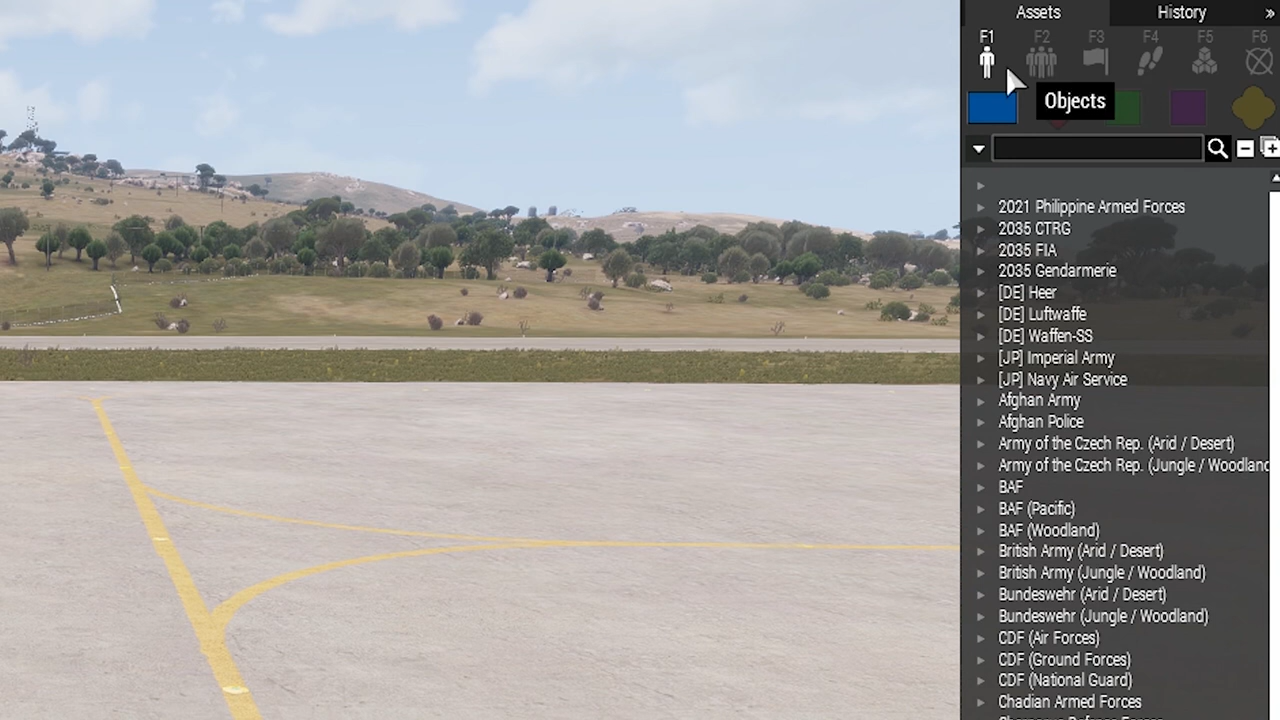 Assets History »
F1 F2 F3 F4 F5 F6
Objects
2021 Philippine Armed Forces
2035 CTRG
2035 FIA
2035 Gendarmerie
[DE] Heer
[DE] Luftwaffe
[DE] Waffen-SS
[JP] Imperial Army
[JP] Navy Air Service
Afghan Army
Afghan Police
Army of the Czech Rep. (Arid / Desert)
Army of the Czech Rep. (Jungle / Woodland
BAF
BAF (Pacific)
BAF (Woodland)
British Army (Arid / Desert)
British Army (Jungle / Woodland)
Bundeswehr (Arid / Desert)
Bundeswehr (Jungle / Woodland)
CDF (Air Forces)
CDF (Ground Forces)
CDF (National Guard)
Chadian Armed Forces